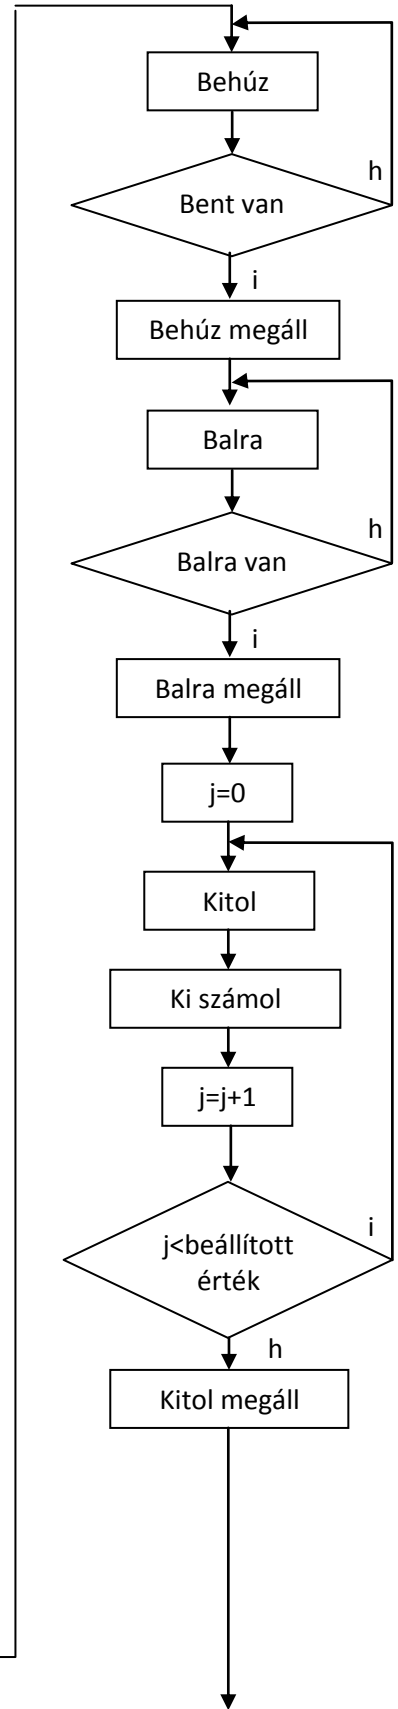 Behúz
h
Bent van
i
Behúz megáll
Balra
h
Balra van
i
Balra megáll
j=0
Kitol
Ki számol
j=j+1
i
j<beállított
érték
h
Kitol megáll